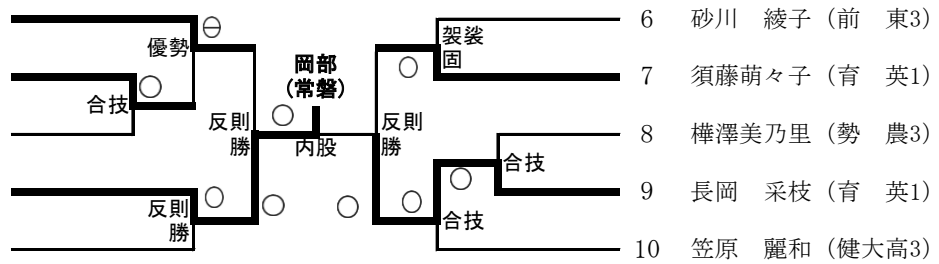 6 砂川 綾子（前 東3）
7 須藤萌々子（育 英1）
8 樺澤美乃里（勢 農3）
9 長岡 采枝（育 英1）
10 笠原 麗和（健大高3）
優勢
合技
反則
勝
反則
勝
岡部
（常磐）
内股
反則
勝
袈裟
固
合技
合技